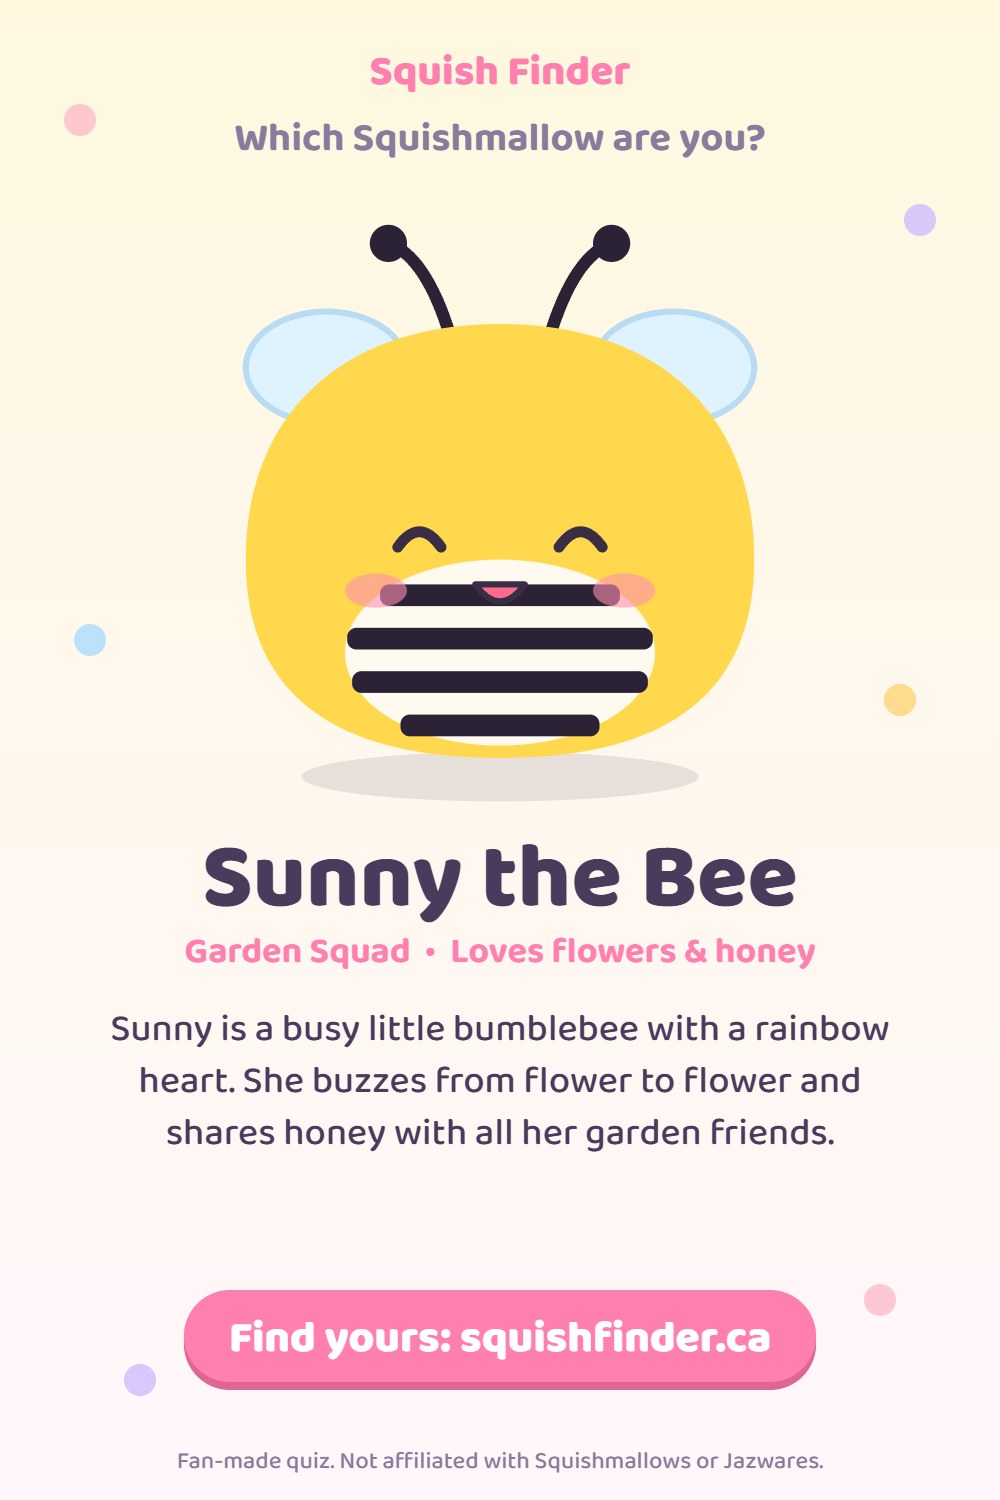 Squish Finder
Which Squishmallow are you?
Sunny the Bee
Garden Squad • Loves flowers & honey
Sunny is a busy little bumblebee with a rainbow
heart. She buzzes from flower to flower and
shares honey with all her garden friends.
Find yours: squishfinder.ca
Fan-made quiz. Not affiliated with Squishmallows or Jazwares.